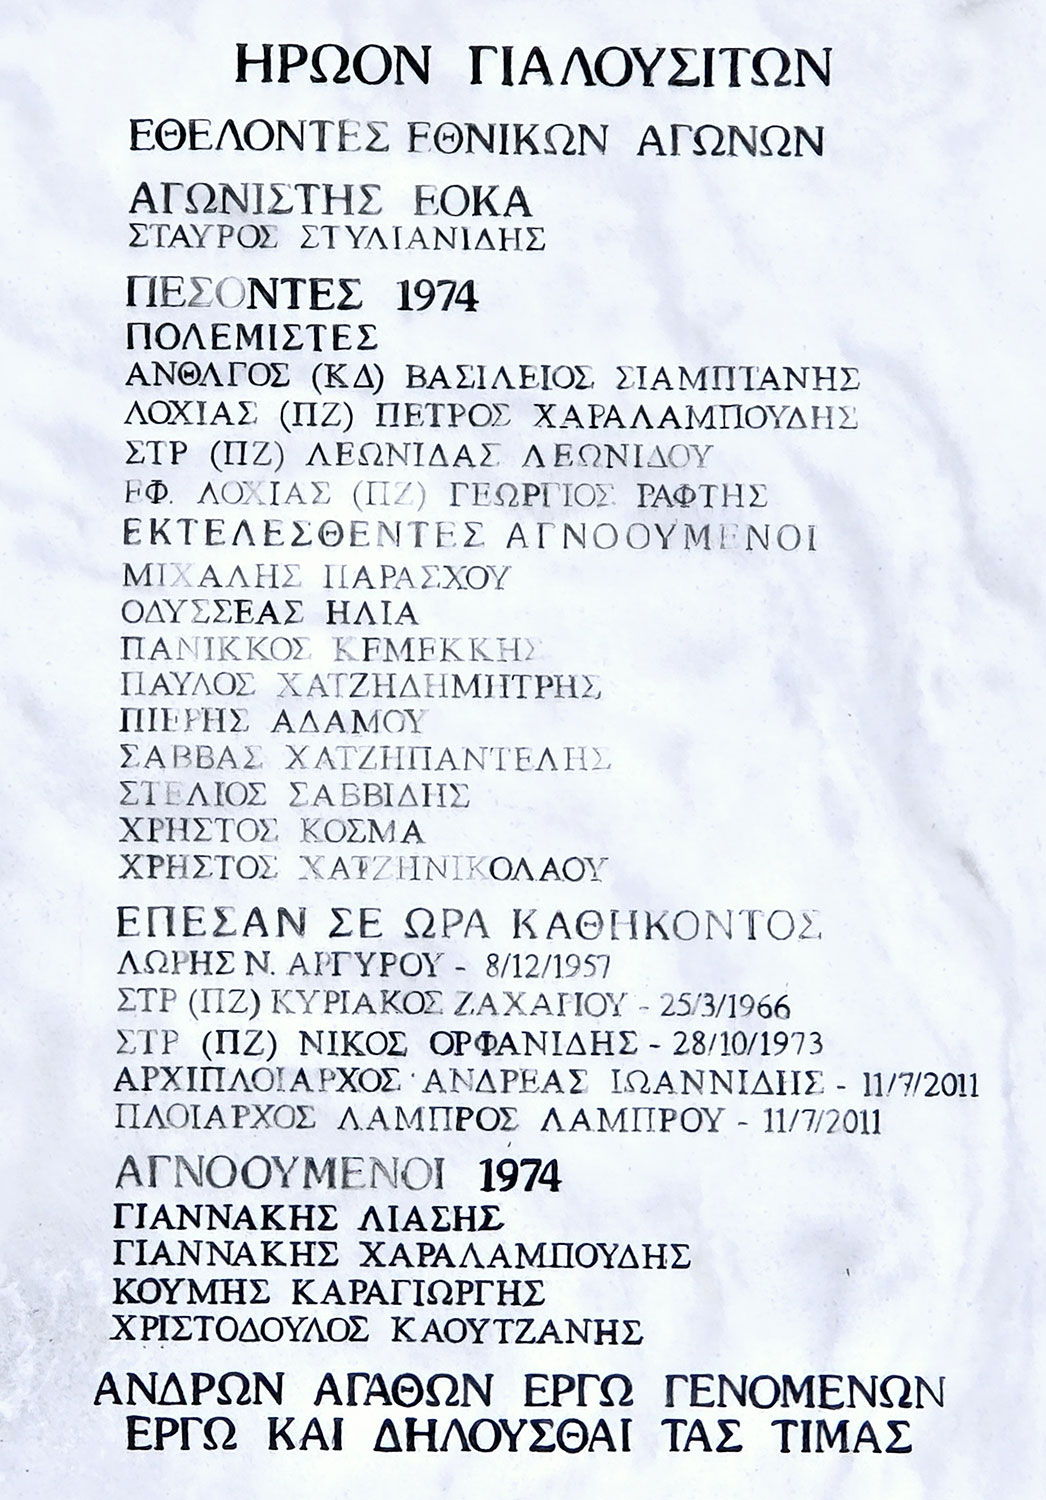 ΗΡΩΟΝ ΓΙΑΛΟΥΣΙΤΩΝ
ΕΘΕΛΟΝΤΕΣ ΕΘΝΙΚΩΝ ΑΓΩΝΩΝ
ΑΓΩΝΙΣΤΗΣ ΕΟΚΑ
ΣΤΑΥΡΟΣ ΣΤΥΛΙΑΝΙΔΗΣ
ΠΕΣΟΝΤΕΣ 1974
ΠΟΛΕΜΙΣΤΕΣ
ΑΝΘΛΓΟΣ (ΚΔ) ΒΑΣΙΛΕΙΟΣ ΣΙΑΜΠΤΑΝΗΣ
ΛΟΧΙΑΣ (ΠΖ) ΠΕΤΡΟΣ ΧΑΡΑΛΑΜΠΟΥΔΗΣ
ΣΤΡ (ΠΖ) ΛΕΩΝΙΔΑΣ ΛΕΩΝΙΔΟΥ
ΕΦ. ΛΟΧΙΑΣ (ΠΖ) ΓΕΩΡΓΙΟΣ ΡΑΦΤΗΣ
ΕΚΤΕΛΕΣΘΕΝΤΕΣ ΑΓΝΟΟΥΜΕΝΟΙ
ΜΙΧΑΛΗΣ ΠΑΡΑΣΧΟΥ
ΟΔΥΣΣΕΑΣ ΗΛΙΑ
ΠΑΝΙΚΚΟΣ ΚΕΜΕΚΚΗΣ
ΠΑΥΛΟΣ ΧΑΤΖΗΔΗΜΗΤΡΗΣ
ΠΙΕΡΗΣ ΑΔΑΜΟΥ
ΣΑΒΒΑΣ ΧΑΤΖΗΠΑΝΤΕΛΗΣ
ΣΤΕΛΙΟΣ ΣΑΒΒΙΔΗΣ
ΧΡΗΣΤΟΣ ΚΟΣΜΑ
ΧΡΗΣΤΟΣ ΧΑΤΖΗΝΙΚΟΛΑΟΥ
ΕΠΕΣΑΝ ΣΕ ΩΡΑ ΚΑΘΗΚΟΝΤΟΣ
ΛΩΡΗΣ Ν. ΑΡΓΥΡΟΥ - 8/12/1957
ΣΤΡ (ΠΖ) ΚΥΡΙΑΚΟΣ ΖΑΧΑΡΙΟΥ - 25/3/1966
ΣΤΡ (ΠΖ) ΝΙΚΟΣ ΟΡΦΑΝΙΔΗΣ - 28/10/1973
ΑΡΧΙΠΛΟΙΑΡΧΟΣ ΑΝΔΡΕΑΣ ΙΩΑΝΝΙΔΗΣ - 11/7/2011
ΠΛΟΙΑΡΧΟΣ ΛΑΜΠΡΟΣ ΛΑΜΠΡΟΥ - 11/7/2011
ΑΓΝΟΟΥΜΕΝΟΙ 1974
ΓΙΑΝΝΑΚΗΣ ΛΙΑΣΗΣ
ΓΙΑΝΝΑΚΗΣ ΧΑΡΑΛΑΜΠΟΥΔΗΣ
ΚΟΥΜΗΣ ΚΑΡΑΓΙΩΡΓΗΣ
ΧΡΙΣΤΟΔΟΥΛΟΣ ΚΑΟΥΤΖΑΝΗΣ
ΑΝΔΡΩΝ ΑΓΑΘΩΝ ΕΡΓΩ ΓΕΝΟΜΕΝΩΝ
ΕΡΓΩ ΚΑΙ ΔΗΛΟΥΣΘΑΙ ΤΑΣ ΤΙΜΑΣ